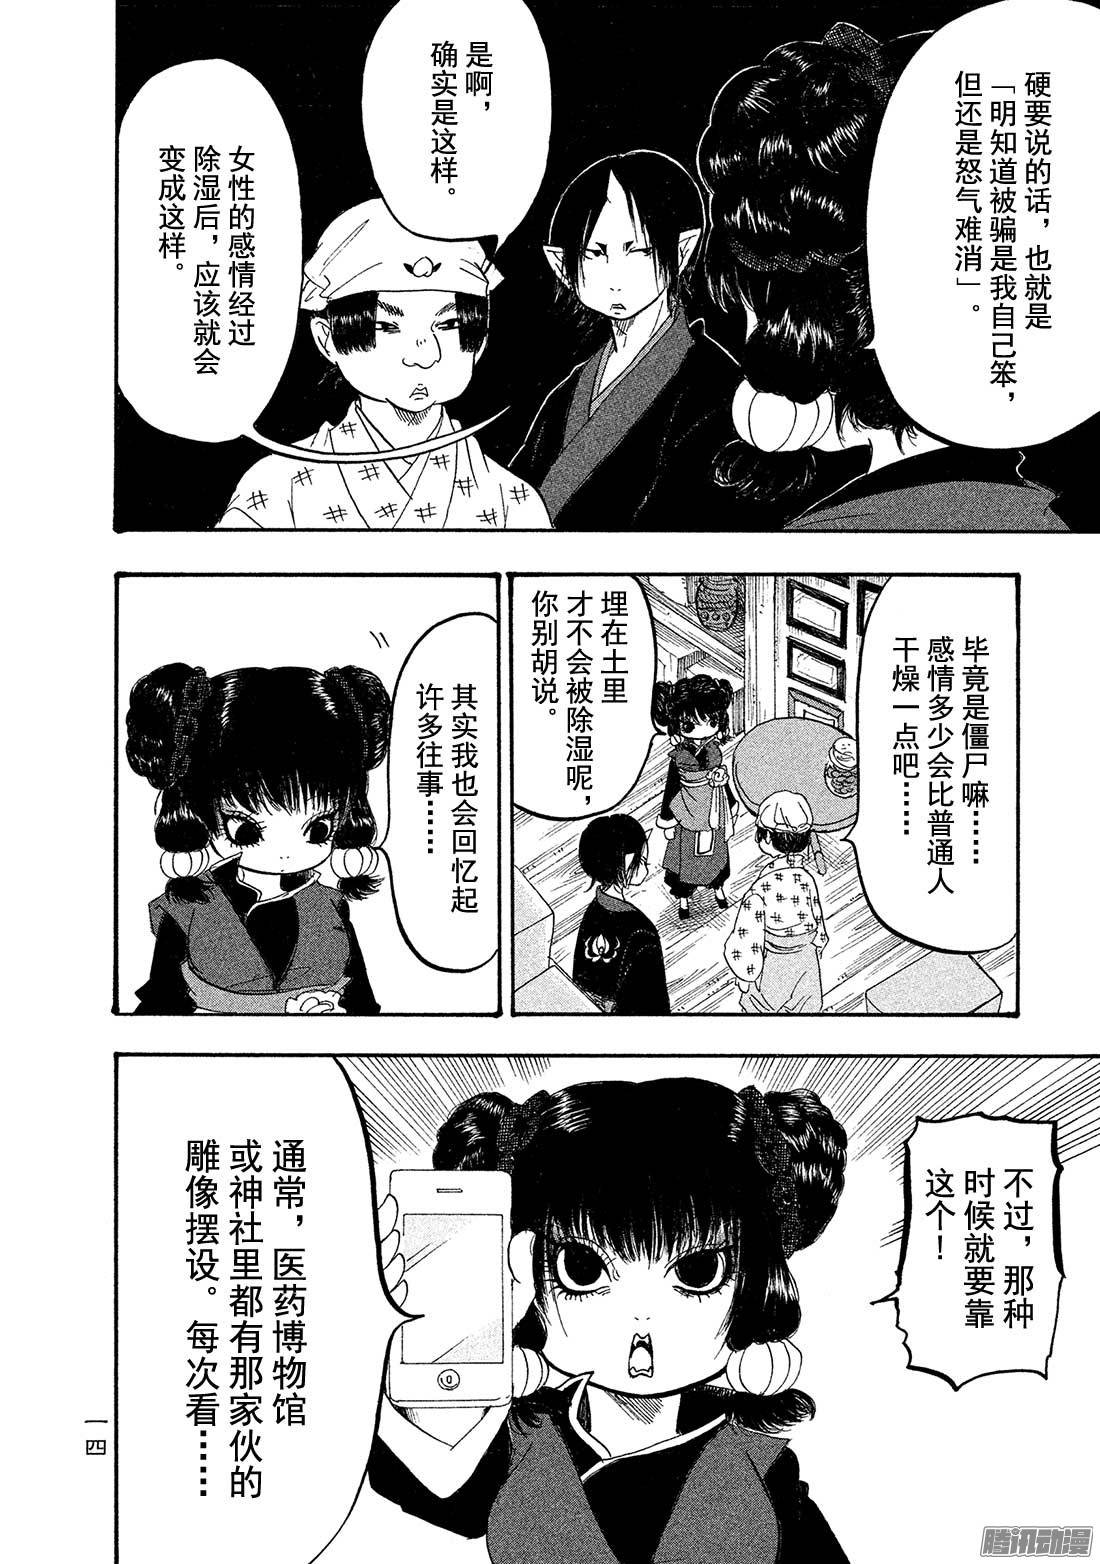 硬要说的话，也就是
「明知道被骗是我自己笨，
但还是怒气难消」。
是啊，
确实是这样。
女性的感情经过
除湿后，应该就会
变成这样。
毕竟是僵尸嘛……
感情多少会比普通人
干燥一点吧……
埋在土里
才不会被除湿呢，
你别胡说。
其实我也会回忆起
许多往事……
不过，那种
时候就要靠
这个！
通常，医药博物馆
或神社里都有那家伙的
雕像摆设。每次看……
一四
腾讯动漫